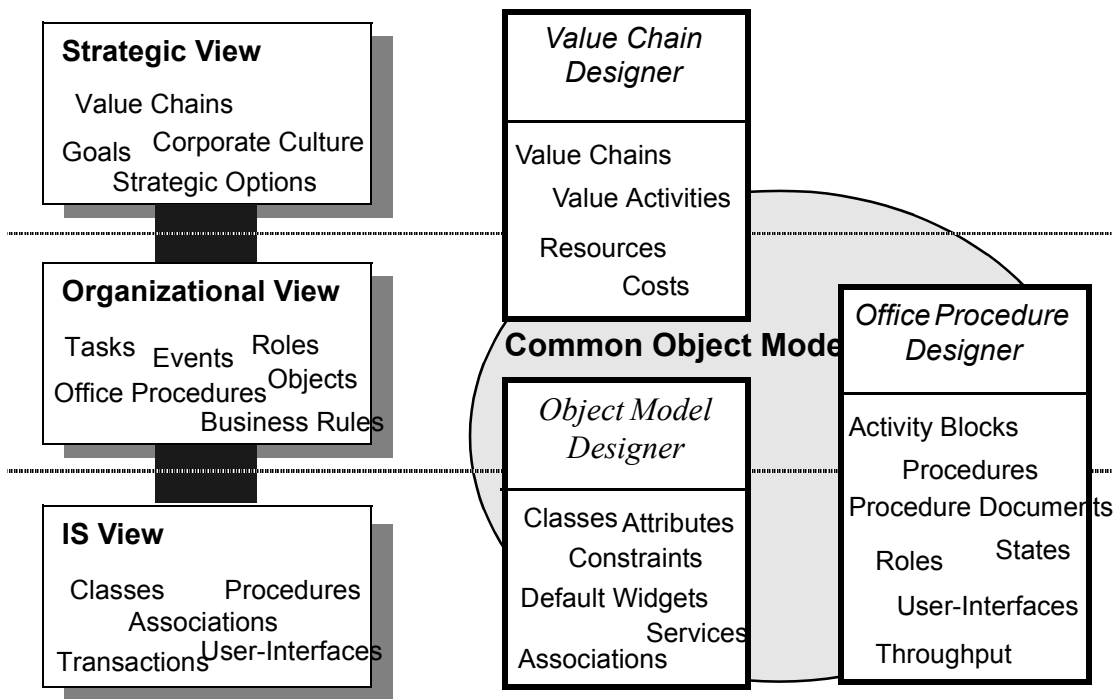 Strategic View
Value Chains
Goals Corporate Culture
Strategic Options
Organizational View
Tasks Events Roles
Office Procedures Objects
Business Rules
IS View
Classes Procedures
Associations
Transactions User-Interfaces
Value Chain
Designer
Value Chains
Value Activities
Resources
Costs
Common Object Mode
Object Model
Designer
Classes Attributes
Constraints
Default Widgets
Services
Associations
Office Procedure
Designer
Activity Blocks
Procedures
Procedure Documents
Roles States
User-Interfaces
Throughput